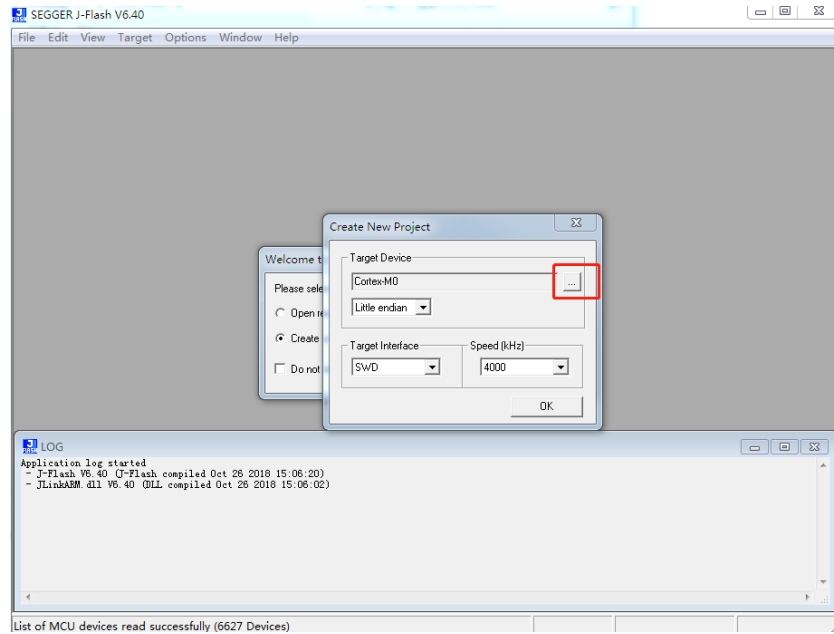 SEGGER J-Flash V6.40
File Edit View Target Options Window Help
Create New Project
Welcome t
Target Device
Cortex-M0
...
Please sele
Little endian
Open re
Create
Target Interface
Speed (kHz)
SWD
4000
Do not
OK
LOG
Application log started
- J-Flash V6.40 (J-Flash compiled Oct 26 2018 15:06:20)
- JLinkARM.dll V6.40 (DLL compiled Oct 26 2018 15:06:02)
List of MCU devices read successfully (6627 Devices)